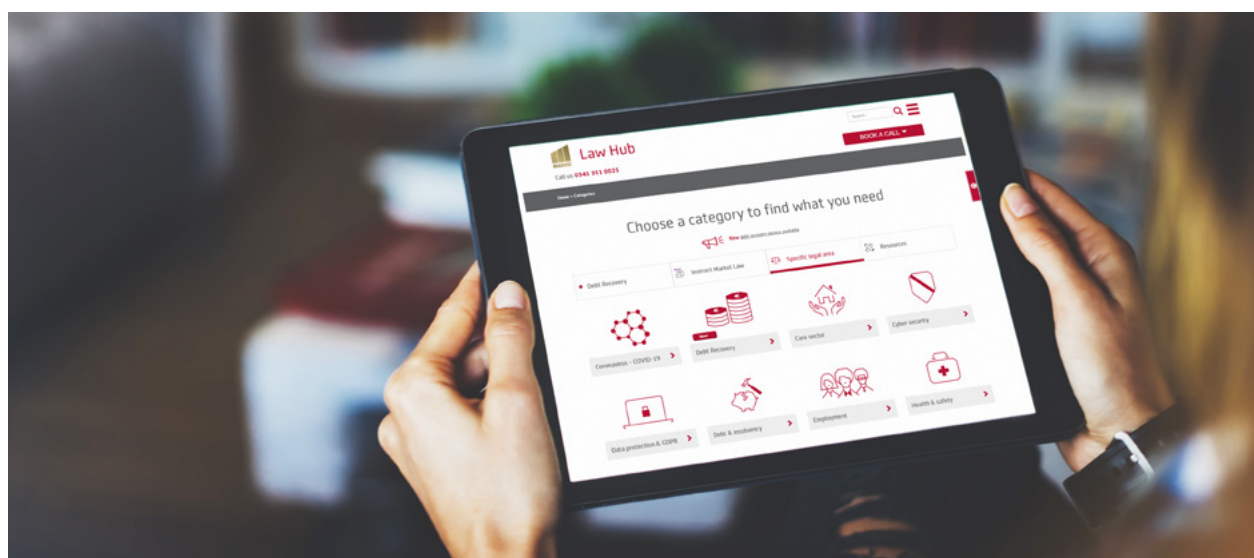 Search...
Law Hub
BOOK A CALL
Call us 0345 351 0025
Home > Categories
Choose a category to find what you need
New debt recovery service available
Debt Recovery
Instruct Market Law
Specific legal area
Resources
Coronavirus - COVID-19
New!
Debt Recovery
Care sector
Cyber security
Data protection & GDPR
Debt & insolvency
Employment
Health & safety